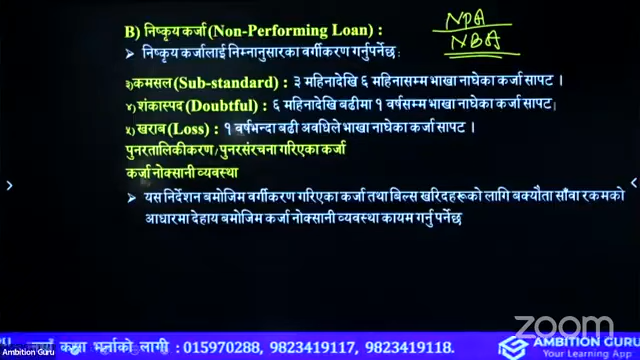 B) निष्कृय कर्जा (Non-Performing Loan) :
NPA
NBA
➢ निष्कृय कर्जालाई निम्नानुसारका वर्गीकरण गर्नुपर्नेछ :
३) कमसल (Sub-standard) : ३ महिनादेखि ६ महिनासम्म भाखा नाघेका कर्जा सापट ।
४) शंकास्पद (Doubtful) : ६ महिनादेखि बढीमा १ वर्षसम्म भाखा नाघेका कर्जा सापट
५) खराब (Loss) : १ वर्षभन्दा बढी अवधिले भाखा नाघेका कर्जा सापट ।
पुनरतालिकीकरण/पुनरसंरचना गरिएका कर्जा
कर्जा नोक्सानी व्यवस्था
➢ यस निर्देशन बमोजिम वर्गीकरण गरिएका कर्जा तथा बिल्स खरिदहरूको लागि बक्यौता साँवा रकमको
आधारमा देहाय बमोजिम कर्जा नोक्सानी व्यवस्था कायम गर्नु पर्नेछ
zoom
नयाँ कक्षा भर्नाको लागी : 015970288, 9823419117, 9823419118.
Ambition Guru
AMBITION GURU
Your Learning App